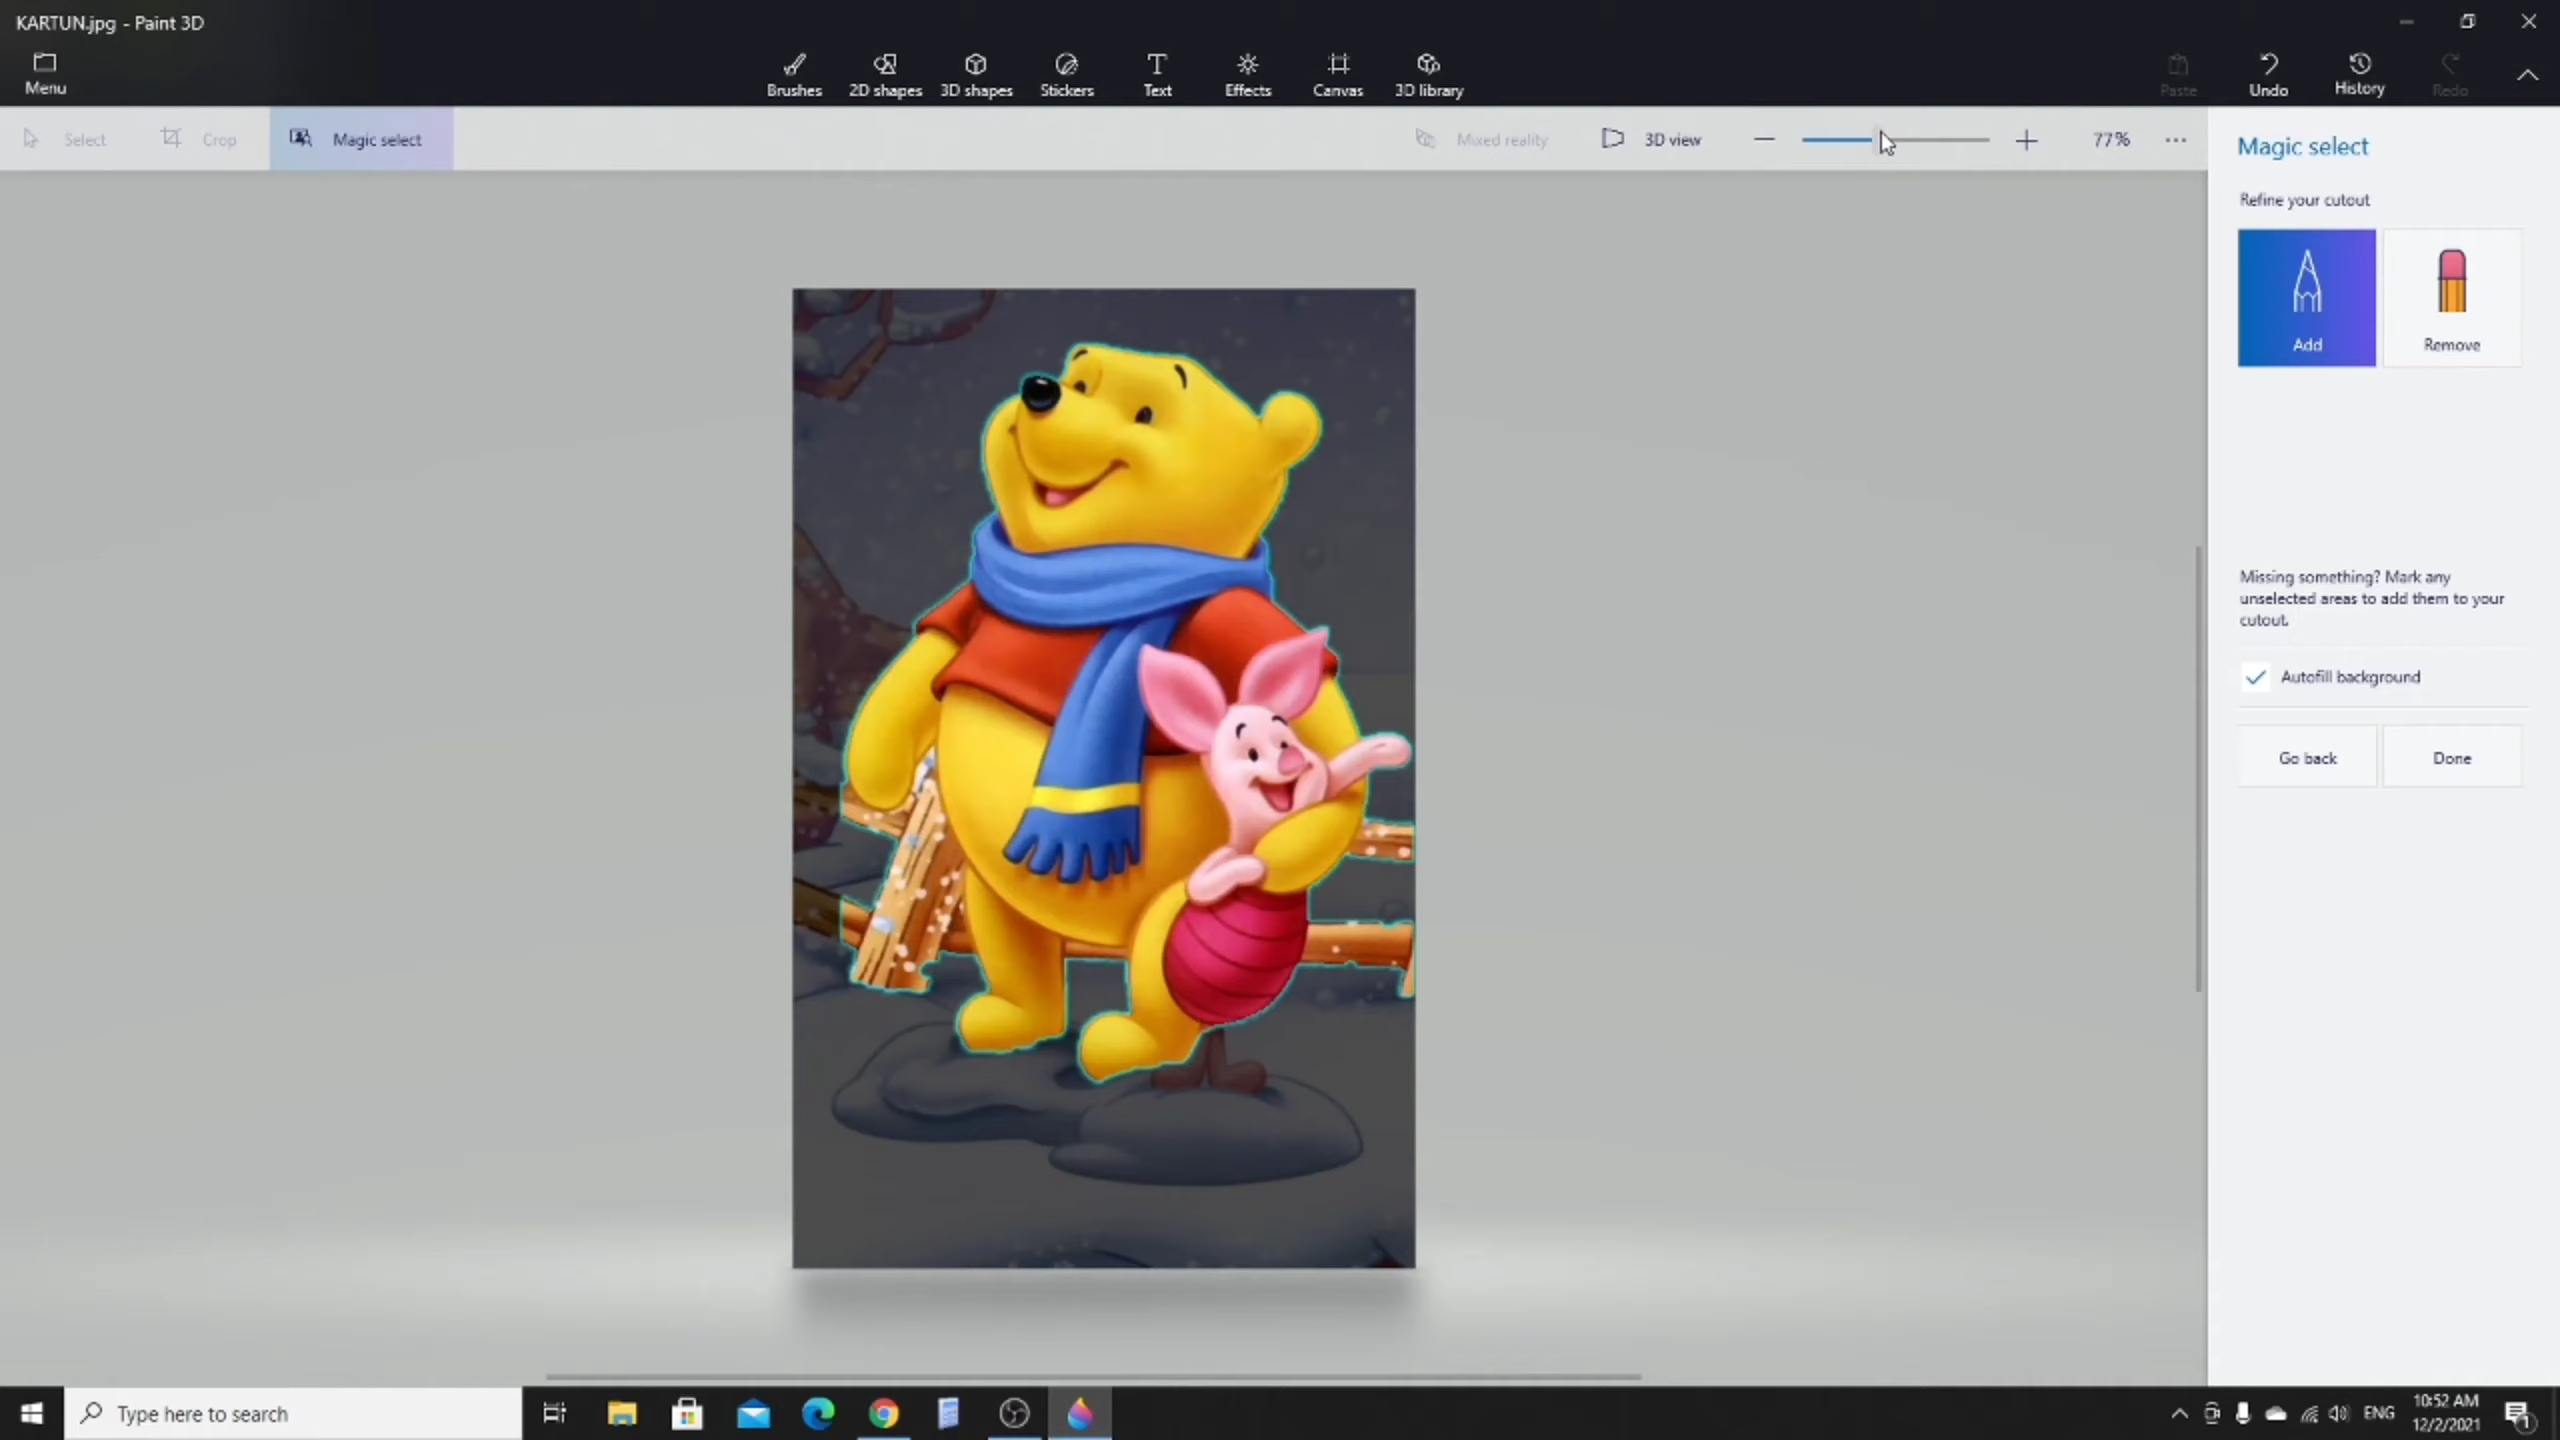 KARTUN.jpg - Paint 3D
Menu
Brushes
2D shapes
3D shapes
Stickers
Text
Effects
Canvas
3D library
Paste
Undo
History
Redo
Select
Crop
Magic select
Mixed reality
3D view
77%
Magic select
Refine your cutout
Add
Remove
Missing something? Mark any
unselected areas to add them to your
cutout.
Autofill background
Go back
Done
Type here to search
ENG
10:52 AM
12/2/2021
1